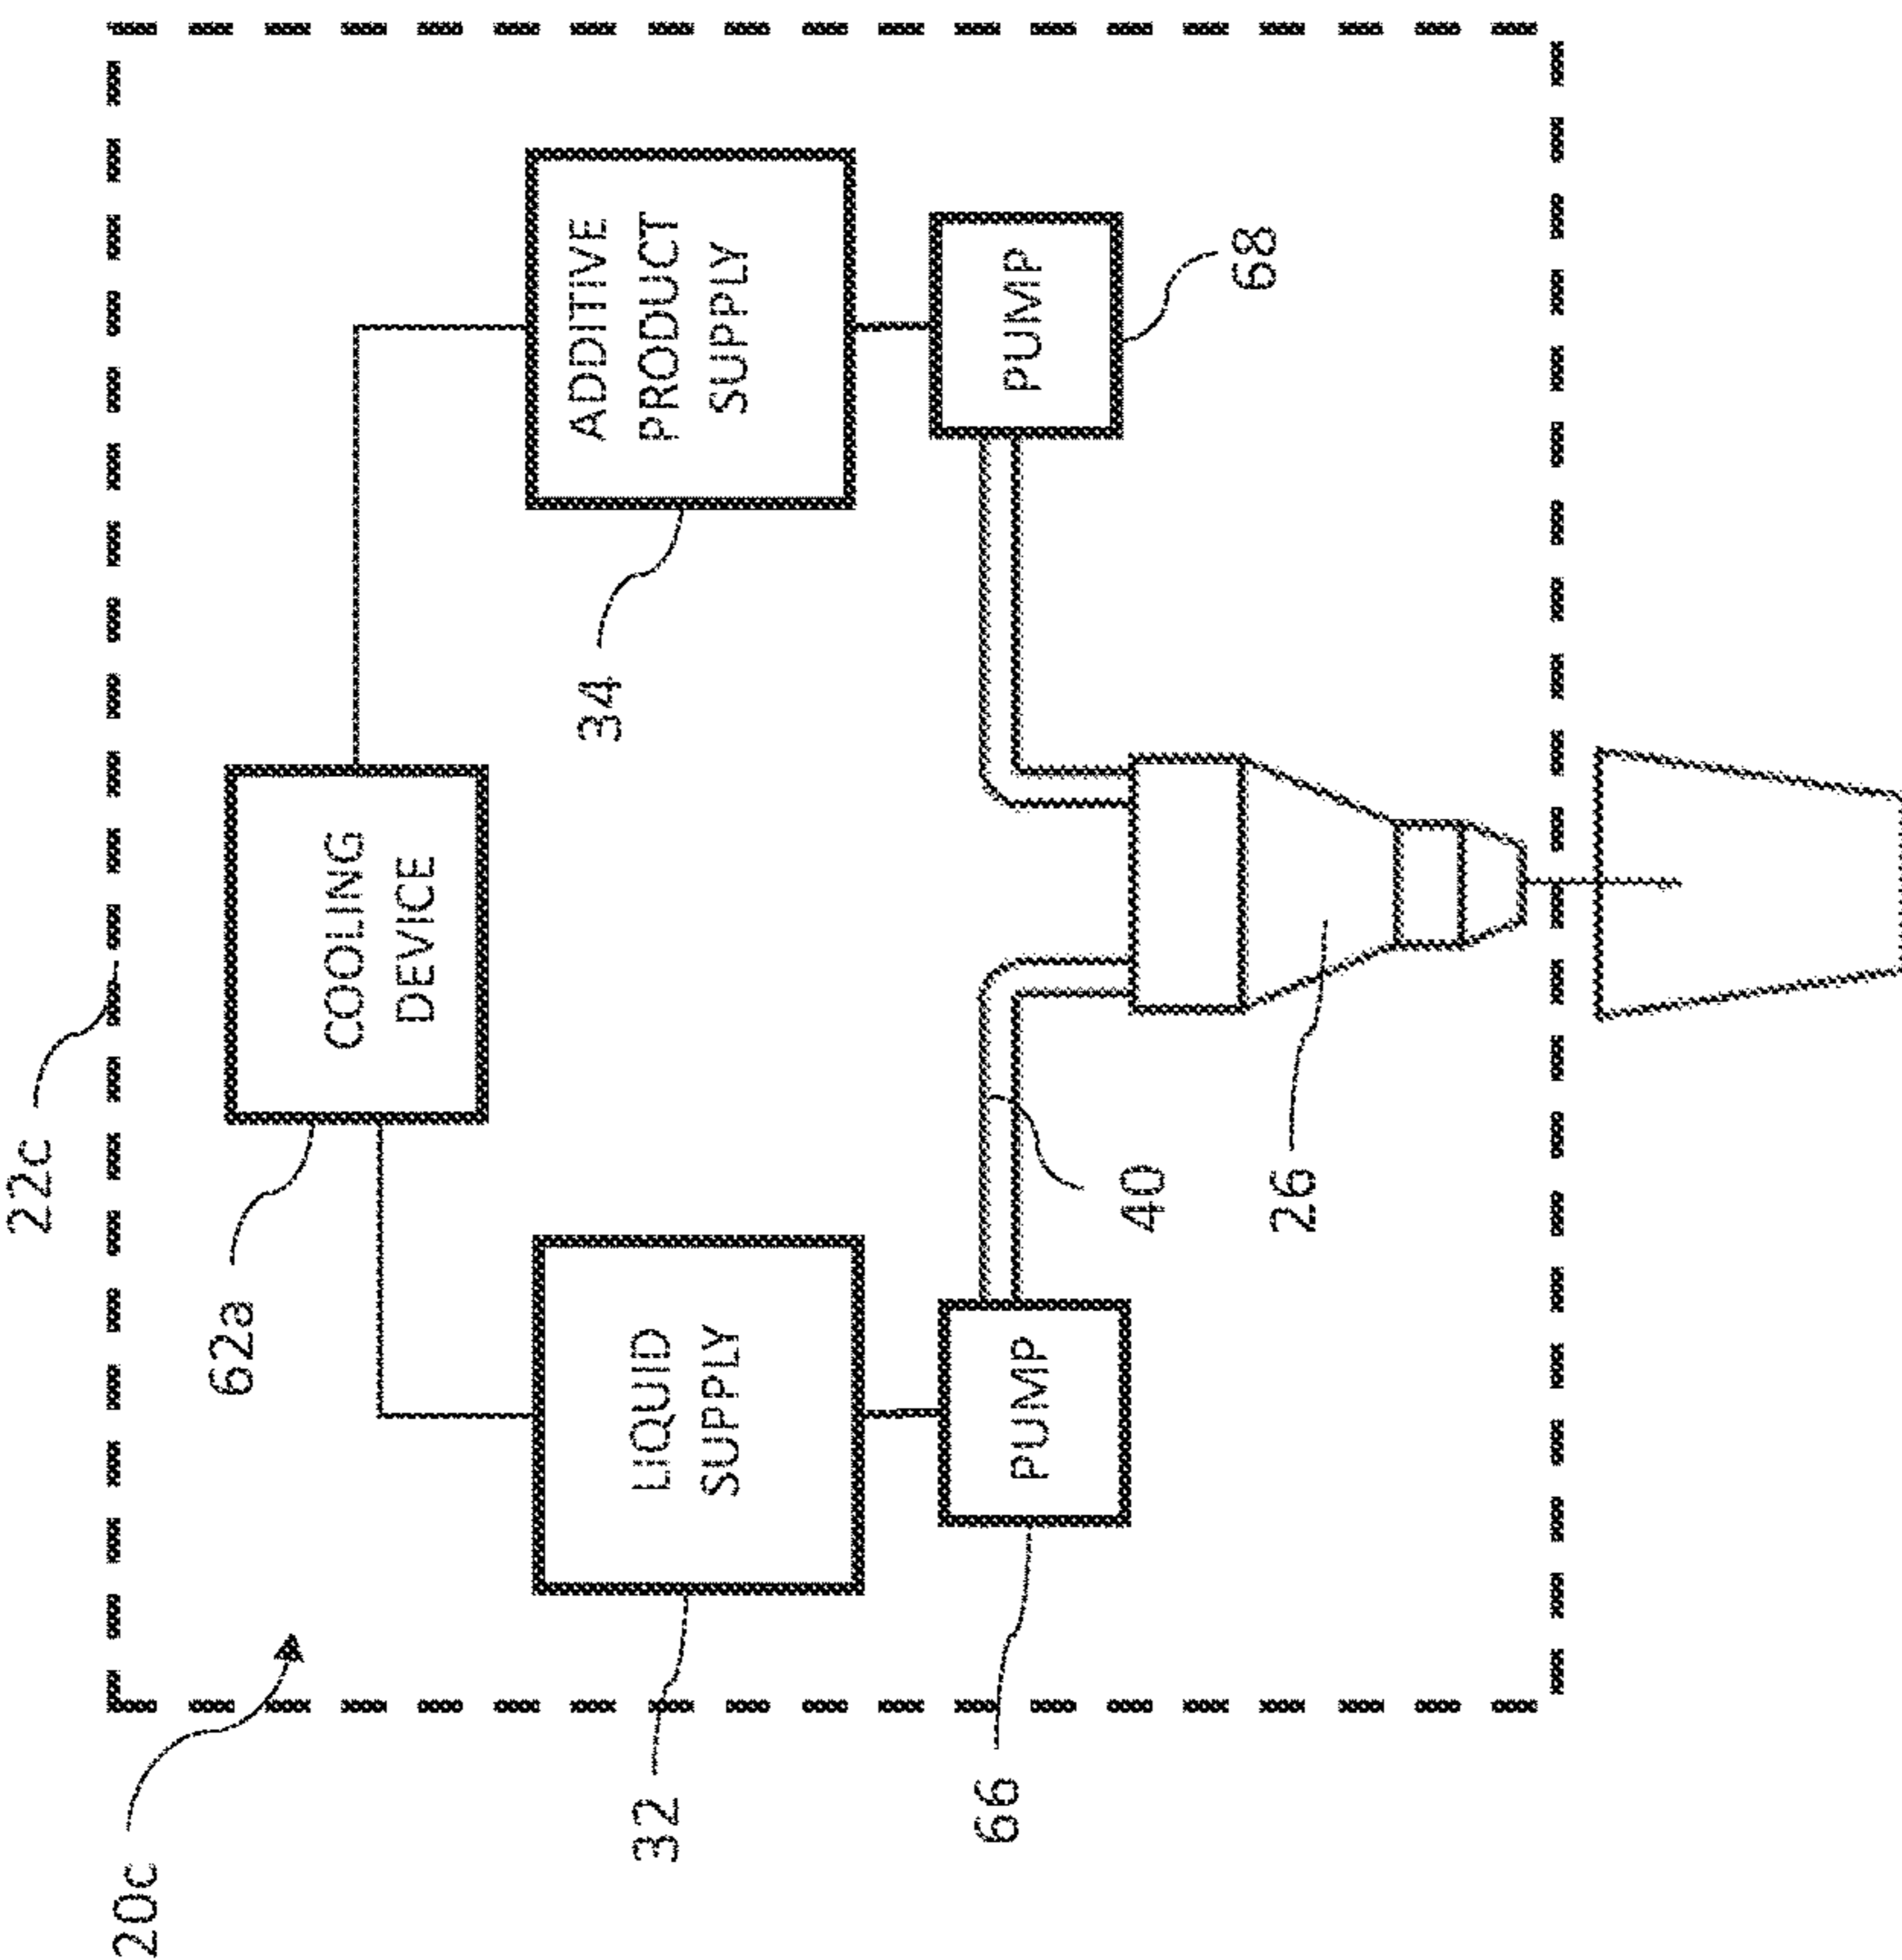 22c
20c
62a
COOLING
DEVICE
32
LIQUID
SUPPLY
34
ADDITIVE
PRODUCT
SUPPLY
66
PUMP
PUMP
40
68
26